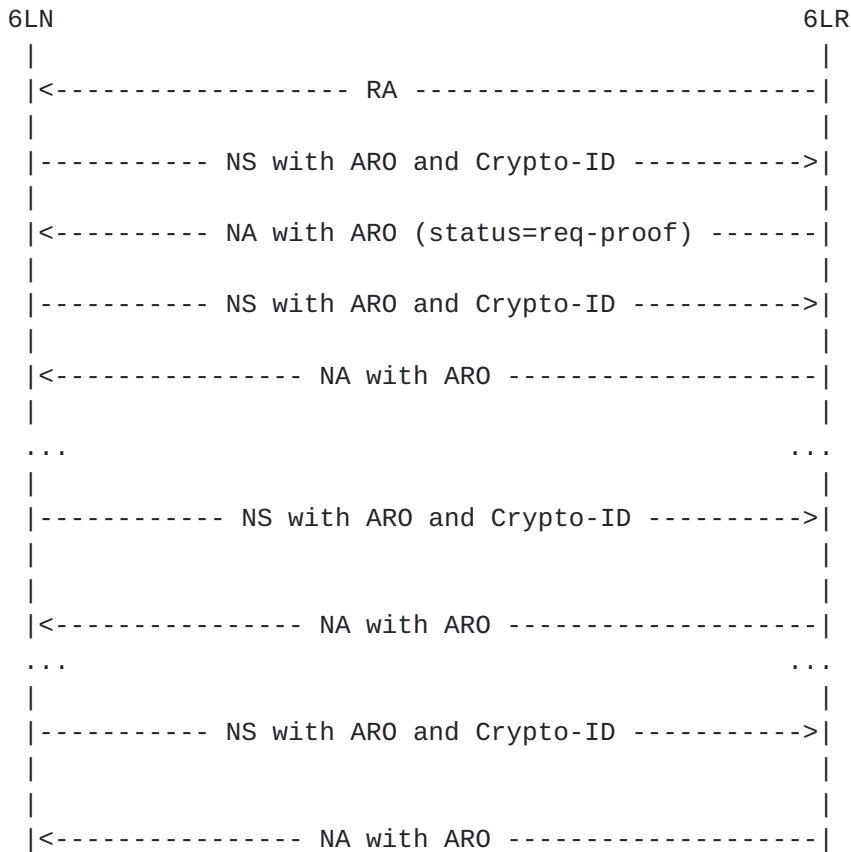 6LN                                                6LR
 |                                                   |
 |<------------------- RA --------------------------|
 |                                                   |
 |----------- NS with ARO and Crypto-ID ----------->|
 |                                                   |
 |<---------- NA with ARO (status=req-proof) -------|
 |                                                   |
 |----------- NS with ARO and Crypto-ID ----------->|
 |                                                   |
 |<---------------- NA with ARO --------------------|
 |                                                   |
 ...                                               ...
 |                                                   |
 |------------ NS with ARO and Crypto-ID ---------->|
 |                                                   |
 |                                                   |
 |<---------------- NA with ARO --------------------|
 ...                                               ...
 |                                                   |
 |----------- NS with ARO and Crypto-ID ----------->|
 |                                                   |
 |                                                   |
 |<---------------- NA with ARO --------------------|